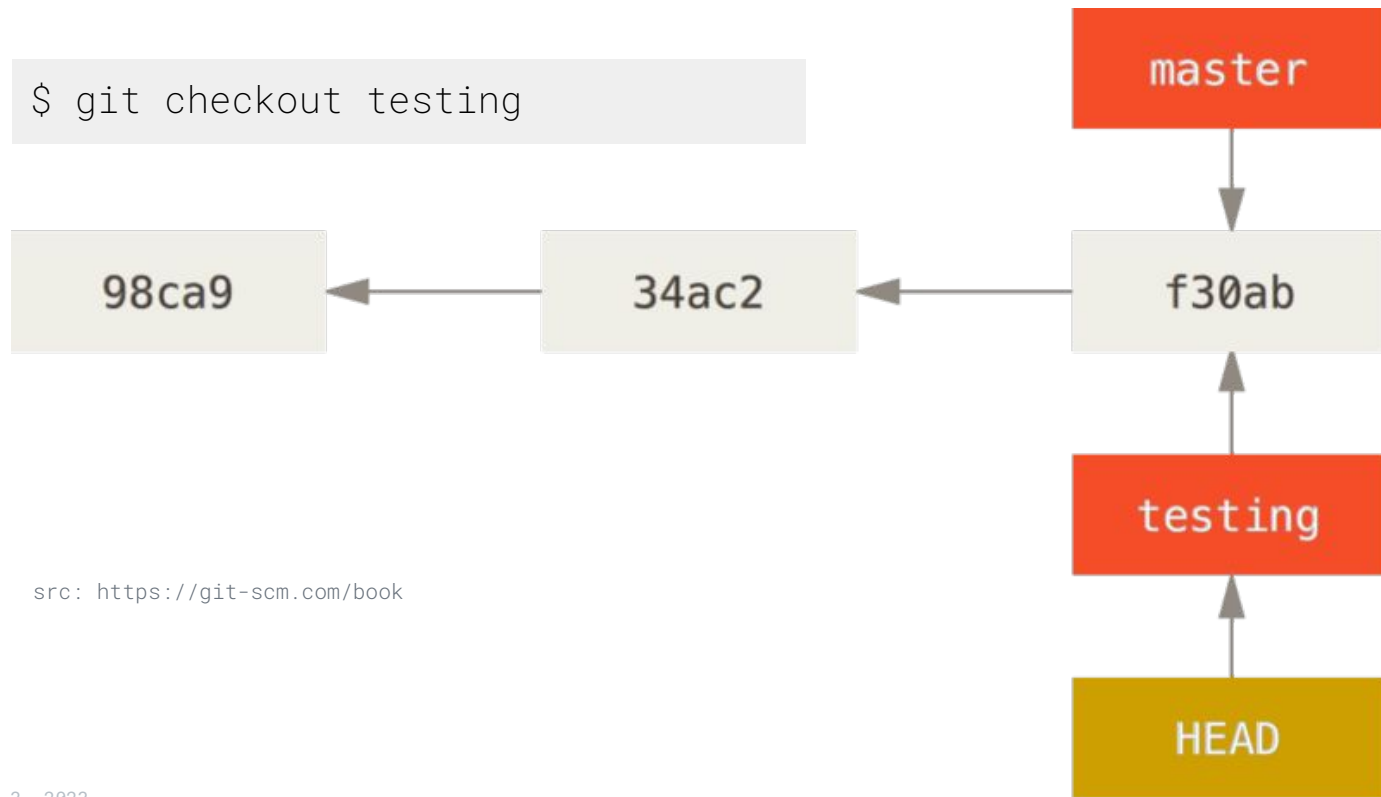 master
$ git checkout testing
98ca9
34ac2
f30ab
testing
src: https://git-scm.com/book
HEAD